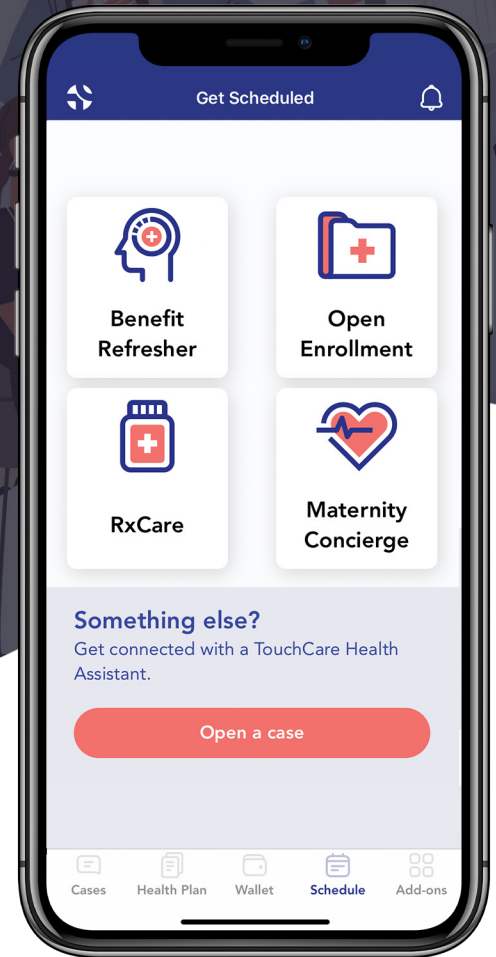 Get Scheduled
Benefit
Refresher
Open
Enrollment
RxCare
Maternity
Concierge
Something else?
Get connected with a TouchCare Health
Assistant.
Open a case
Cases
Health Plan
Wallet
Schedule
Add-ons